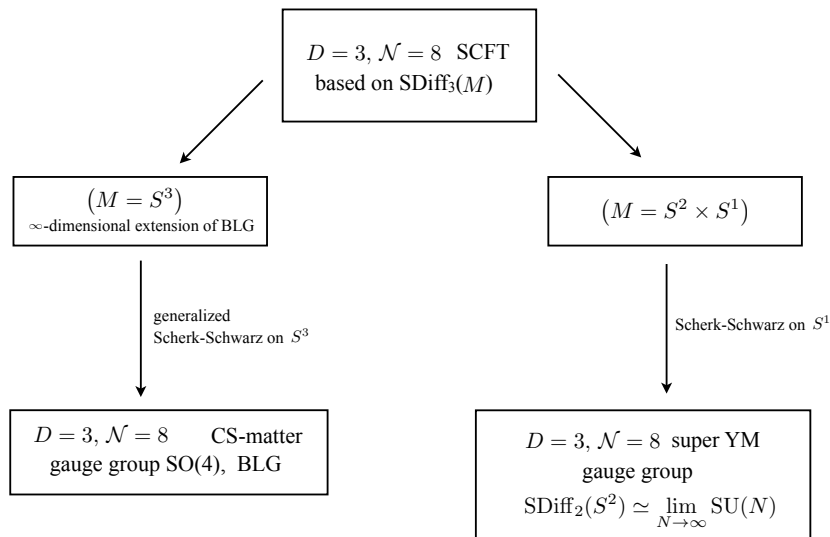 D = 3, 𝒩 = 8 SCFT
based on SDiff₃(M)
(M = S³)
∞-dimensional extension of BLG
(M = S² × S¹)
generalized
Scherk-Schwarz on S³
Scherk-Schwarz on S¹
D = 3, 𝒩 = 8 CS-matter
gauge group SO(4), BLG
D = 3, 𝒩 = 8 super YM
gauge group
SDiff₂(S²) ≃ lim SU(N)
N→∞